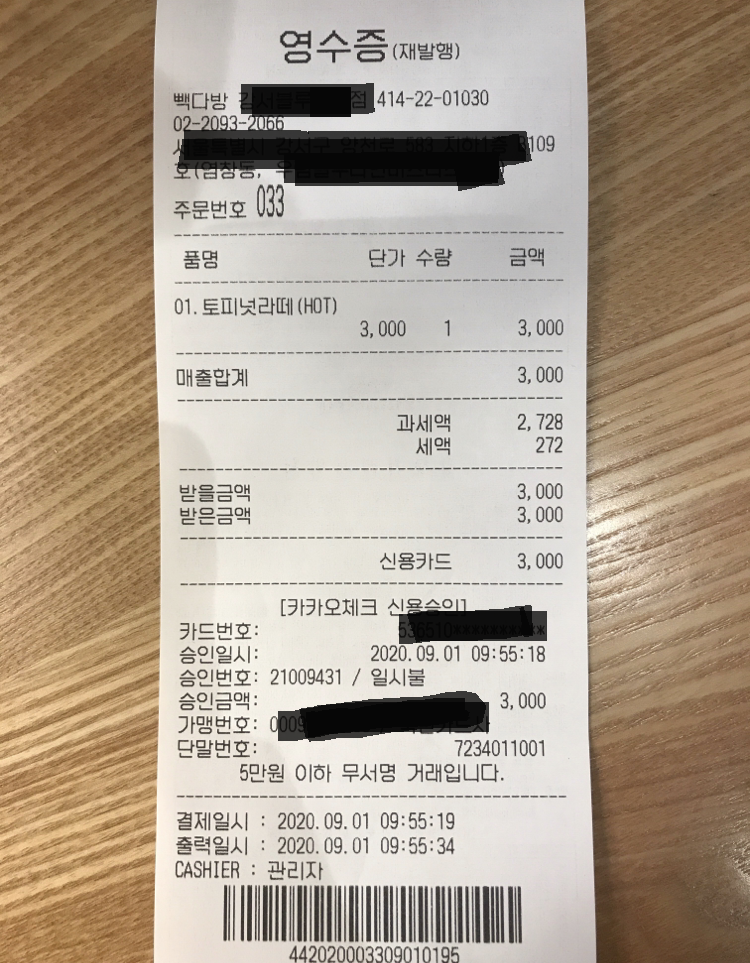 영수증(재발행)
빽다방 점 414-22-01030
02-2093-2066
109
호(염창동,
주문번호 033
품명 단가 수량 금액
01.토피넛라떼(HOT)
3,000 1 3,000
매출합계 3,000
과세액 2,728
세액 272
받을금액 3,000
받은금액 3,000
신용카드 3,000
[카카오체크 신용승인]
카드번호:
승인일시: 2020.09.01 09:55:18
승인번호: 21009431 / 일시불
승인금액: 3,000
가맹번호:
단말번호: 7234011001
5만원 이하 무서명 거래입니다.
결제일시 : 2020.09.01 09:55:19
출력일시 : 2020.09.01 09:55:34
CASHIER : 관리자
442020003309010195